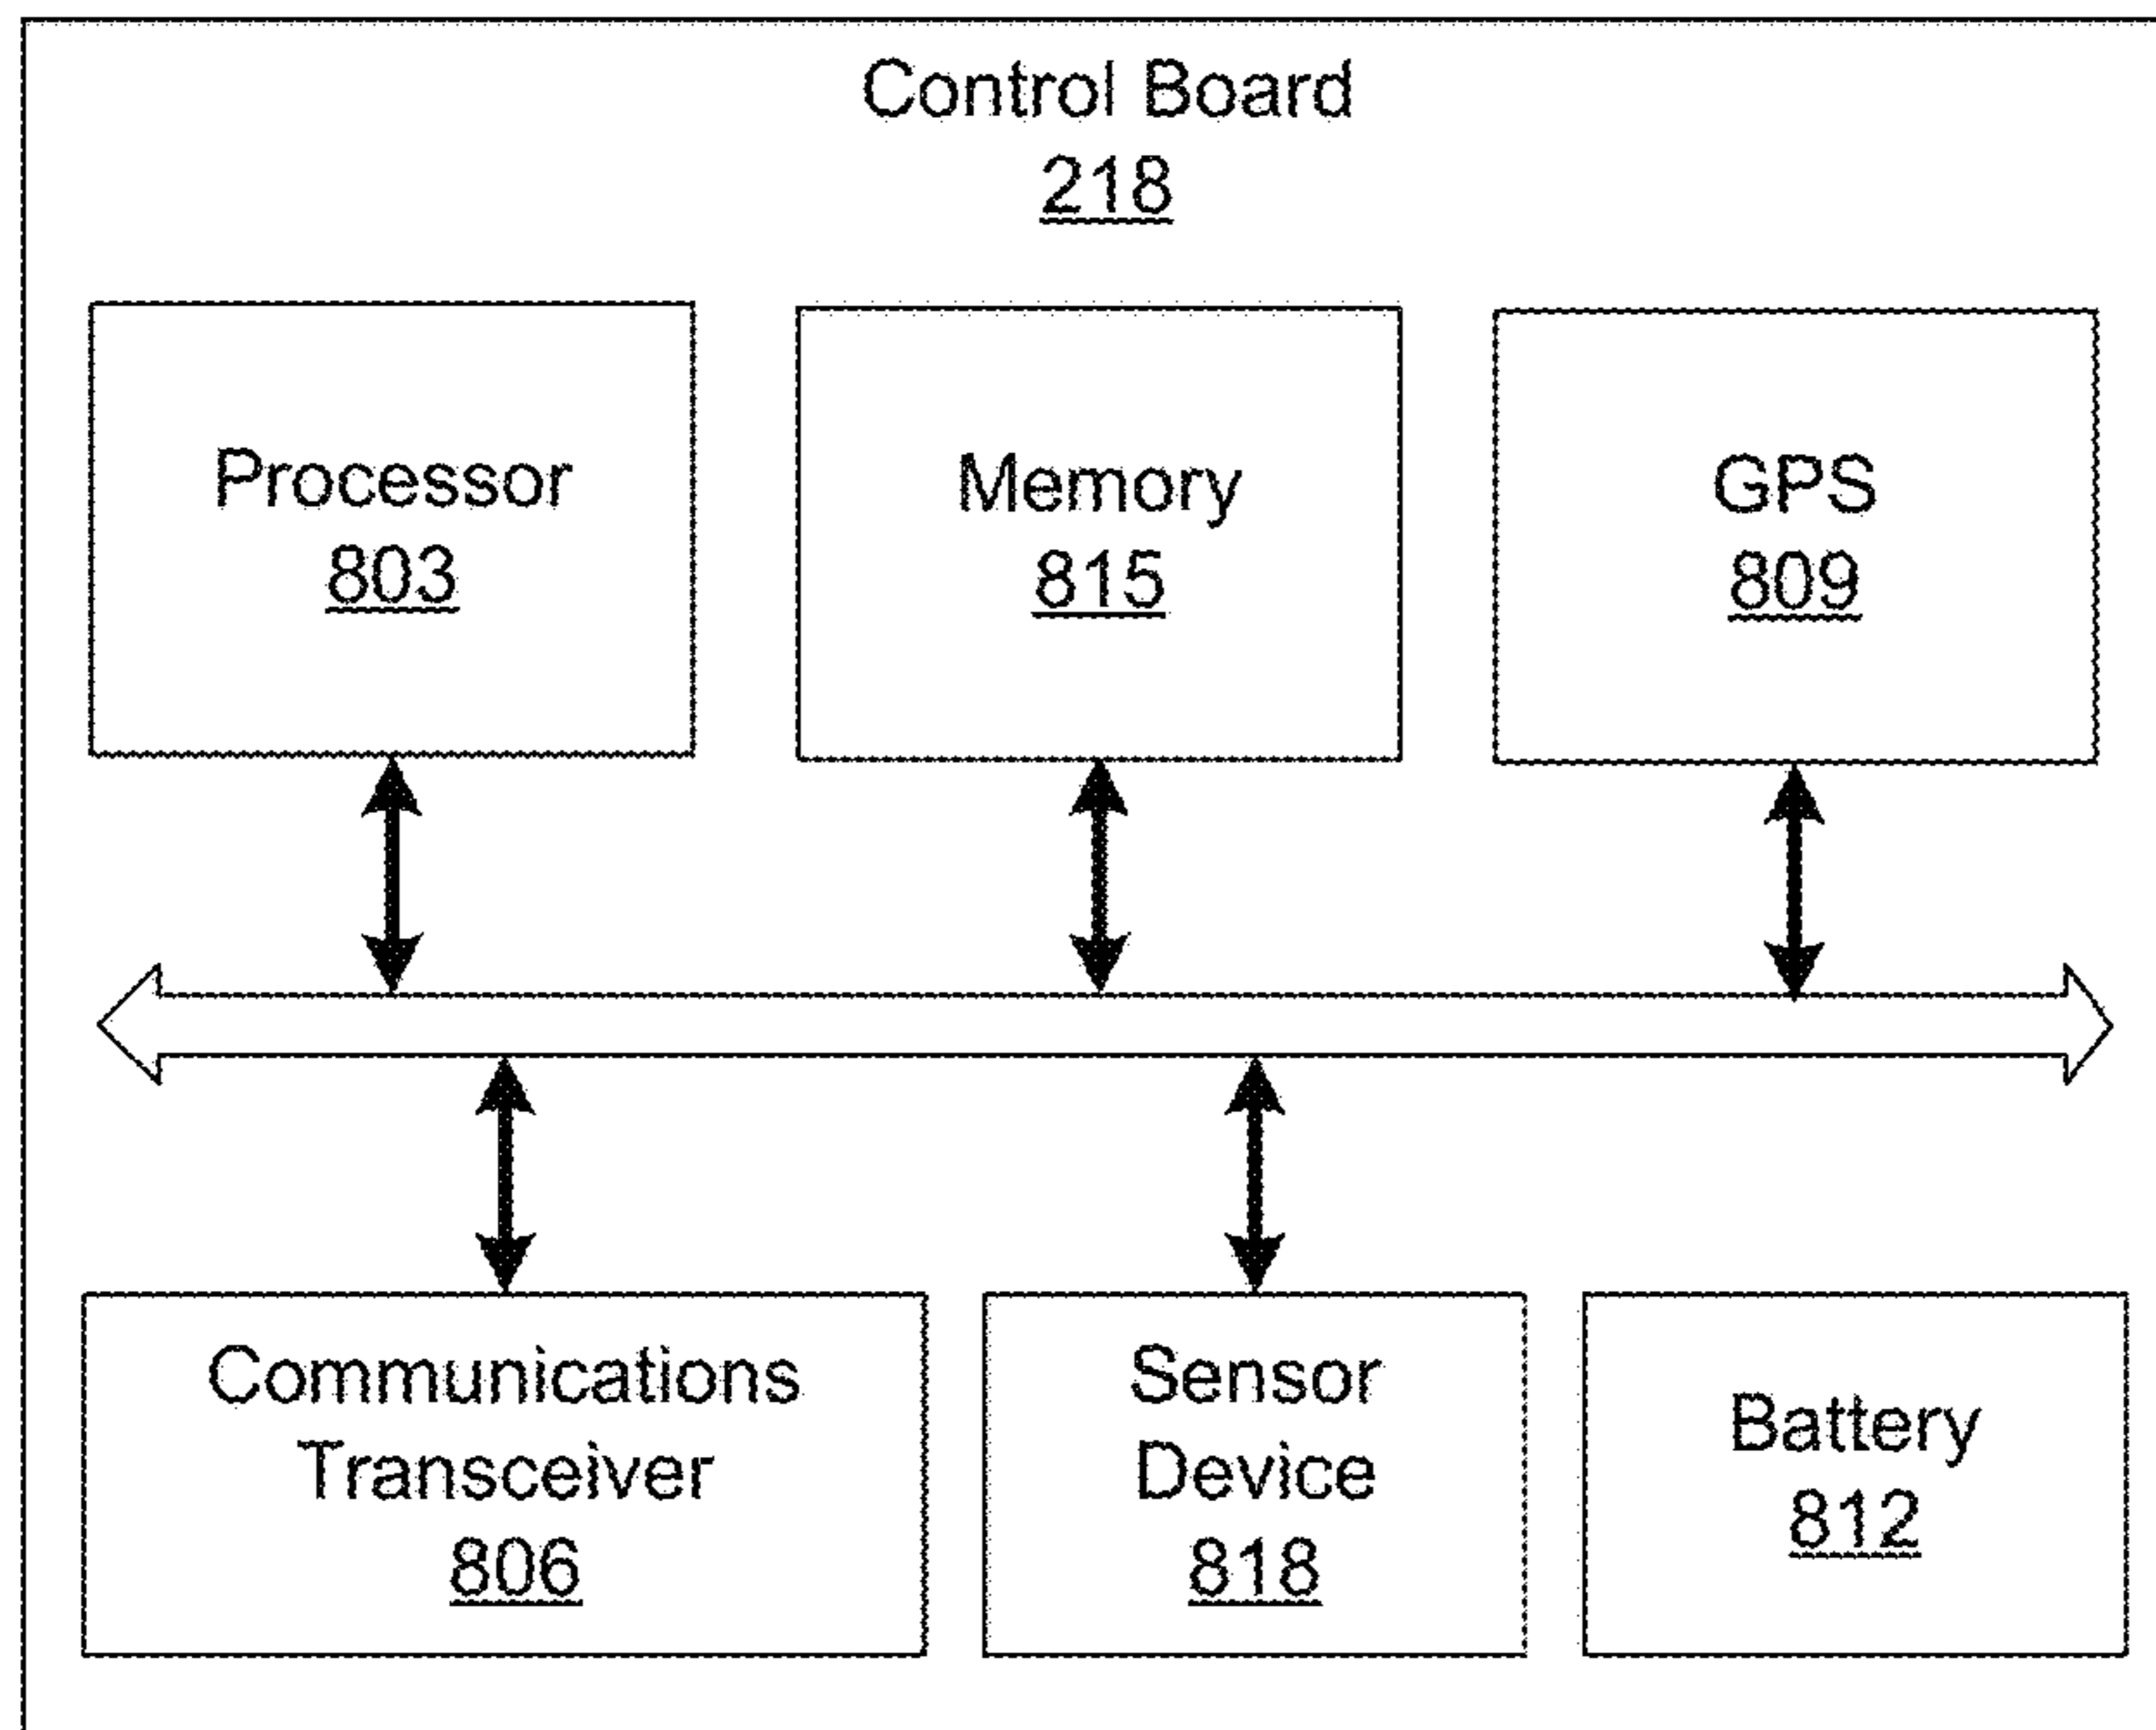 Control Board
218
Processor
803
Memory
815
GPS
809
Communications
Transceiver
806
Sensor
Device
818
Battery
812